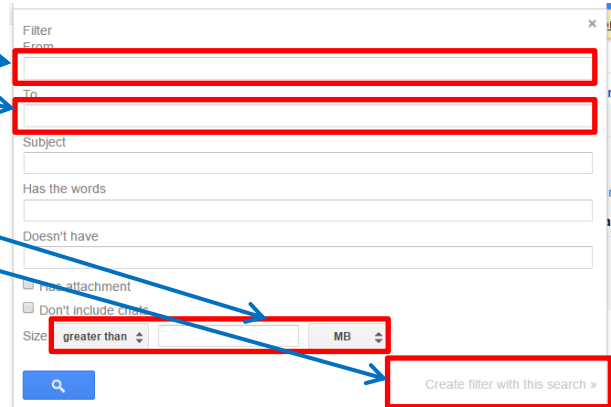 Filter
From
To
Subject
Has the words
Doesn't have
Has attachment
Don't include chats
Size greater than MB
Create filter with this search »